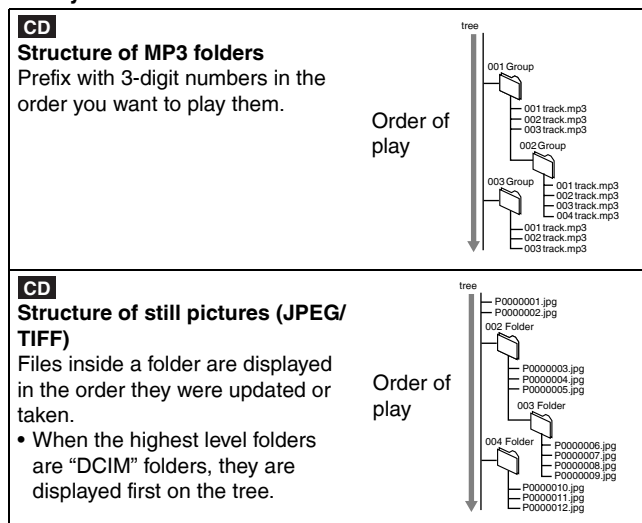 CD
Structure of MP3 folders
Prefix with 3-digit numbers in the
order you want to play them.
Order of
play
tree
001 Group
001 track.mp3
002 track.mp3
003 track.mp3
002 Group
001 track.mp3
002 track.mp3
003 track.mp3
004 track.mp3
003 Group
001 track.mp3
002 track.mp3
003 track.mp3
CD
Structure of still pictures (JPEG/
TIFF)
Files inside a folder are displayed
in the order they were updated or
taken.
• When the highest level folders
are “DCIM” folders, they are
displayed first on the tree.
Order of
play
tree
P0000001.jpg
P0000002.jpg
002 Folder
P0000003.jpg
P0000004.jpg
P0000005.jpg
003 Folder
P0000006.jpg
P0000007.jpg
P0000008.jpg
P0000009.jpg
004 Folder
P0000010.jpg
P0000011.jpg
P0000012.jpg